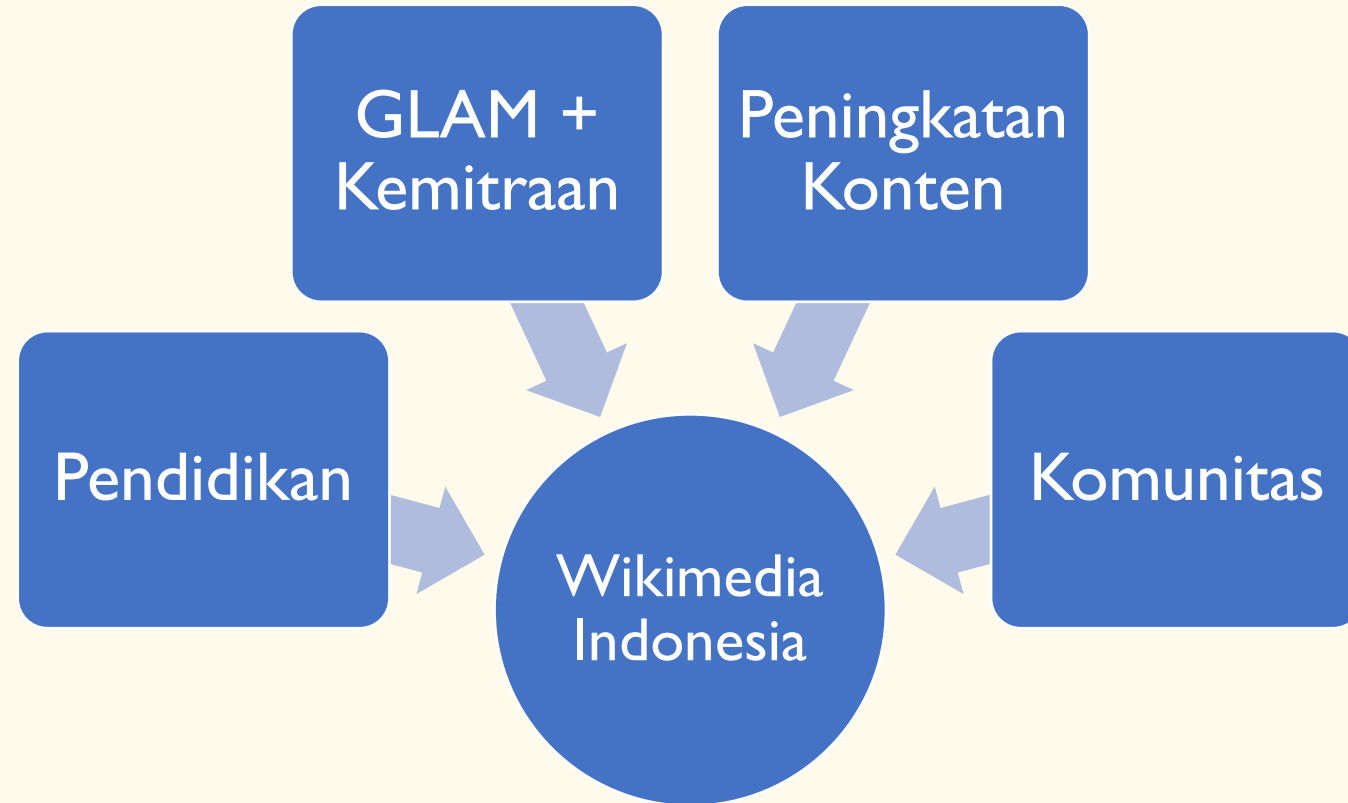 GLAM +
Kemitraan
Peningkatan
Konten
Pendidikan
Komunitas
Wikimedia
Indonesia